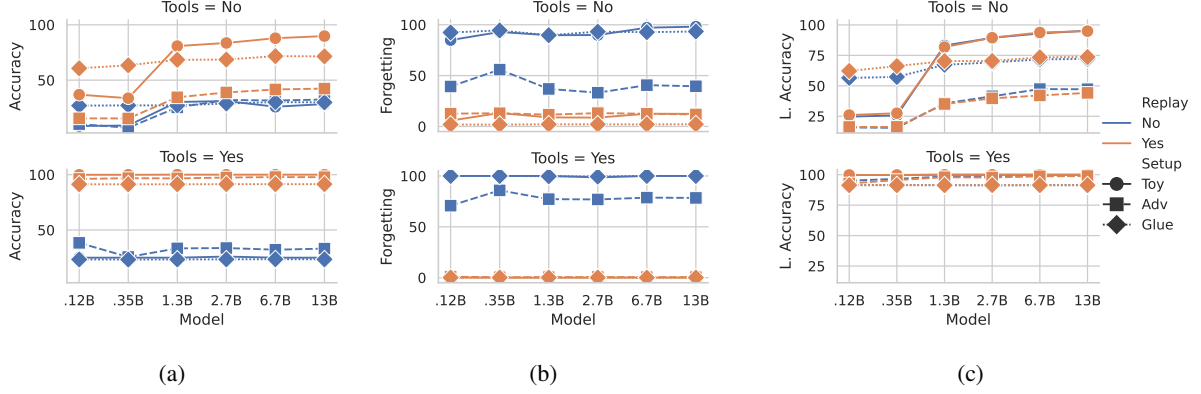 Tools = No
Accuracy
100
50
Tools = Yes
Accuracy
100
50
.12B .35B 1.3B 2.7B 6.7B 13B
Model
(a)
Tools = No
Forgetting
100
50
0
Tools = Yes
Forgetting
100
50
0
.12B .35B 1.3B 2.7B 6.7B 13B
Model
(b)
Tools = No
L. Accuracy
100
75
50
25
Tools = Yes
L. Accuracy
100
75
50
25
.12B .35B 1.3B 2.7B 6.7B 13B
Model
(c)
Replay
No
Yes
Setup
Toy
Adv
Glue